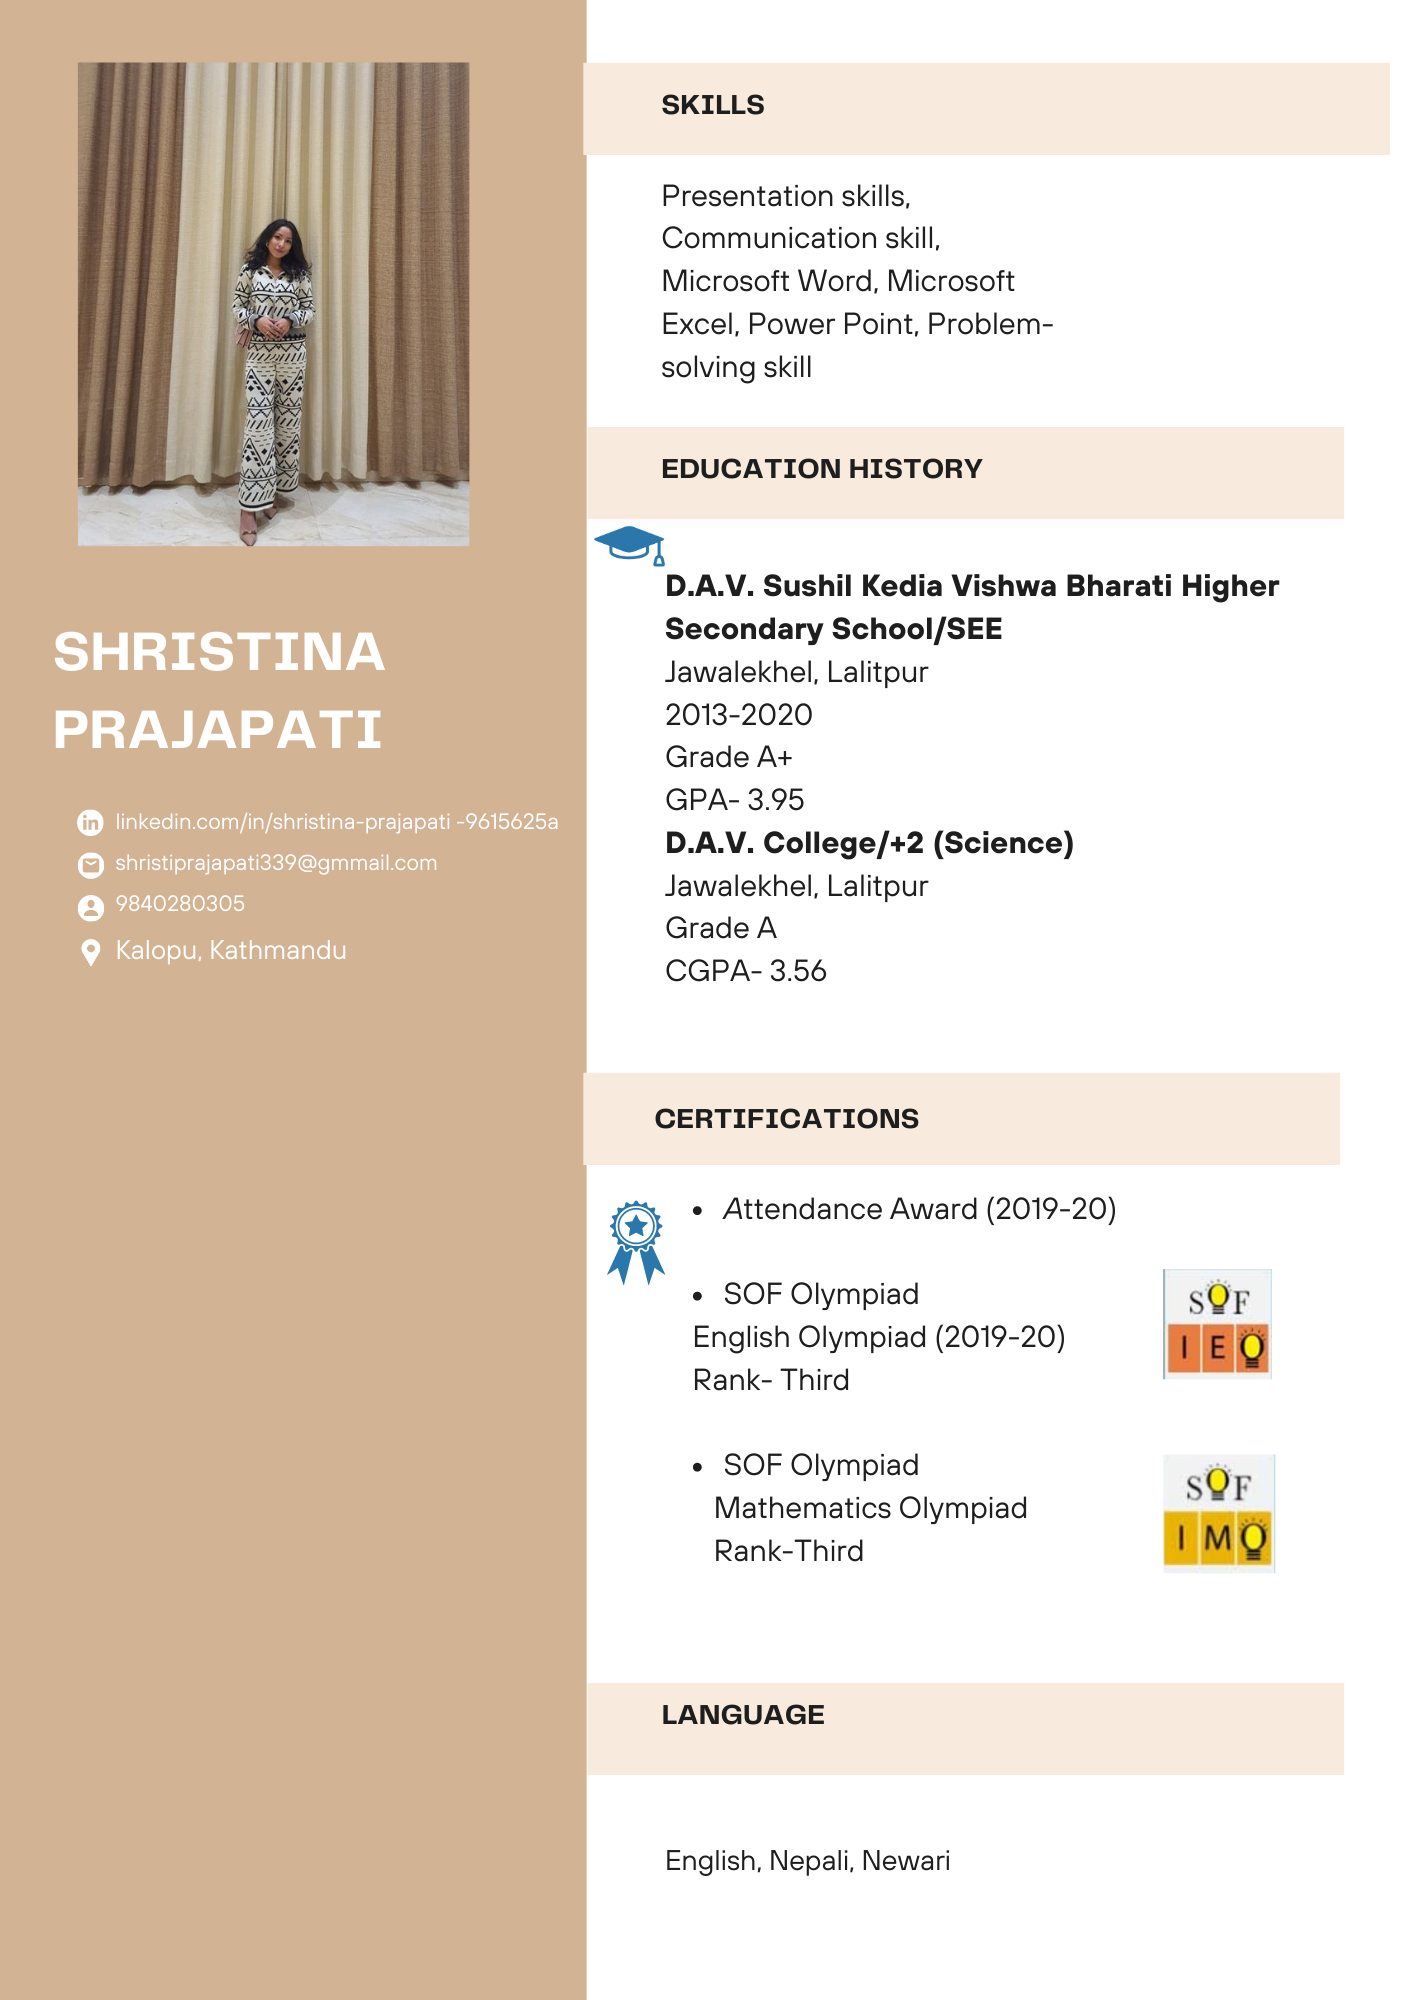 SHRISTINA
PRAJAPATI
linkedin.com/in/shristina-prajapati -9615625a
shristiprajapati339@gmmail.com
9840280305
Kalopu, Kathmandu
SKILLS
Presentation skills,
Communication skill,
Microsoft Word, Microsoft
Excel, Power Point, Problem-
solving skill
EDUCATION HISTORY
D.A.V. Sushil Kedia Vishwa Bharati Higher
Secondary School/SEE
Jawalekhel, Lalitpur
2013-2020
Grade A+
GPA- 3.95
D.A.V. College/+2 (Science)
Jawalekhel, Lalitpur
Grade A
CGPA- 3.56
CERTIFICATIONS
• Attendance Award (2019-20)
• SOF Olympiad
English Olympiad (2019-20)
Rank- Third
SOF
IEO
• SOF Olympiad
Mathematics Olympiad
Rank-Third
SOF
IMO
LANGUAGE
English, Nepali, Newari